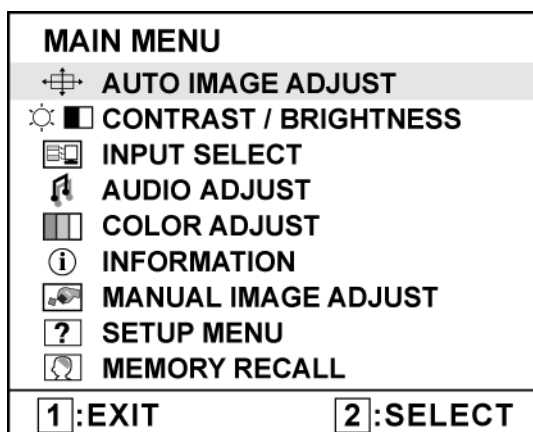 MAIN MENU
AUTO IMAGE ADJUST
CONTRAST / BRIGHTNESS
INPUT SELECT
AUDIO ADJUST
COLOR ADJUST
i INFORMATION
MANUAL IMAGE ADJUST
? SETUP MENU
MEMORY RECALL
1 :EXIT 2 :SELECT